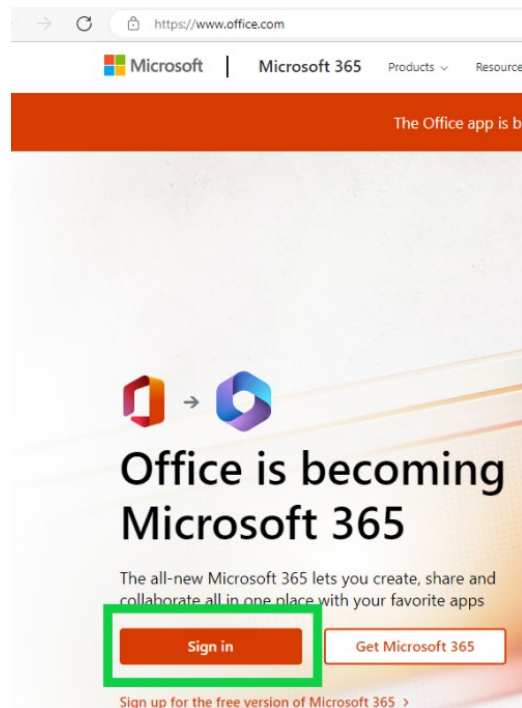 https://www.office.com
Microsoft | Microsoft 365 Products Resource
The Office app is b
Office is becoming
Microsoft 365
The all-new Microsoft 365 lets you create, share and
collaborate all in one place with your favorite apps
Sign in Get Microsoft 365
Sign up for the free version of Microsoft 365 >